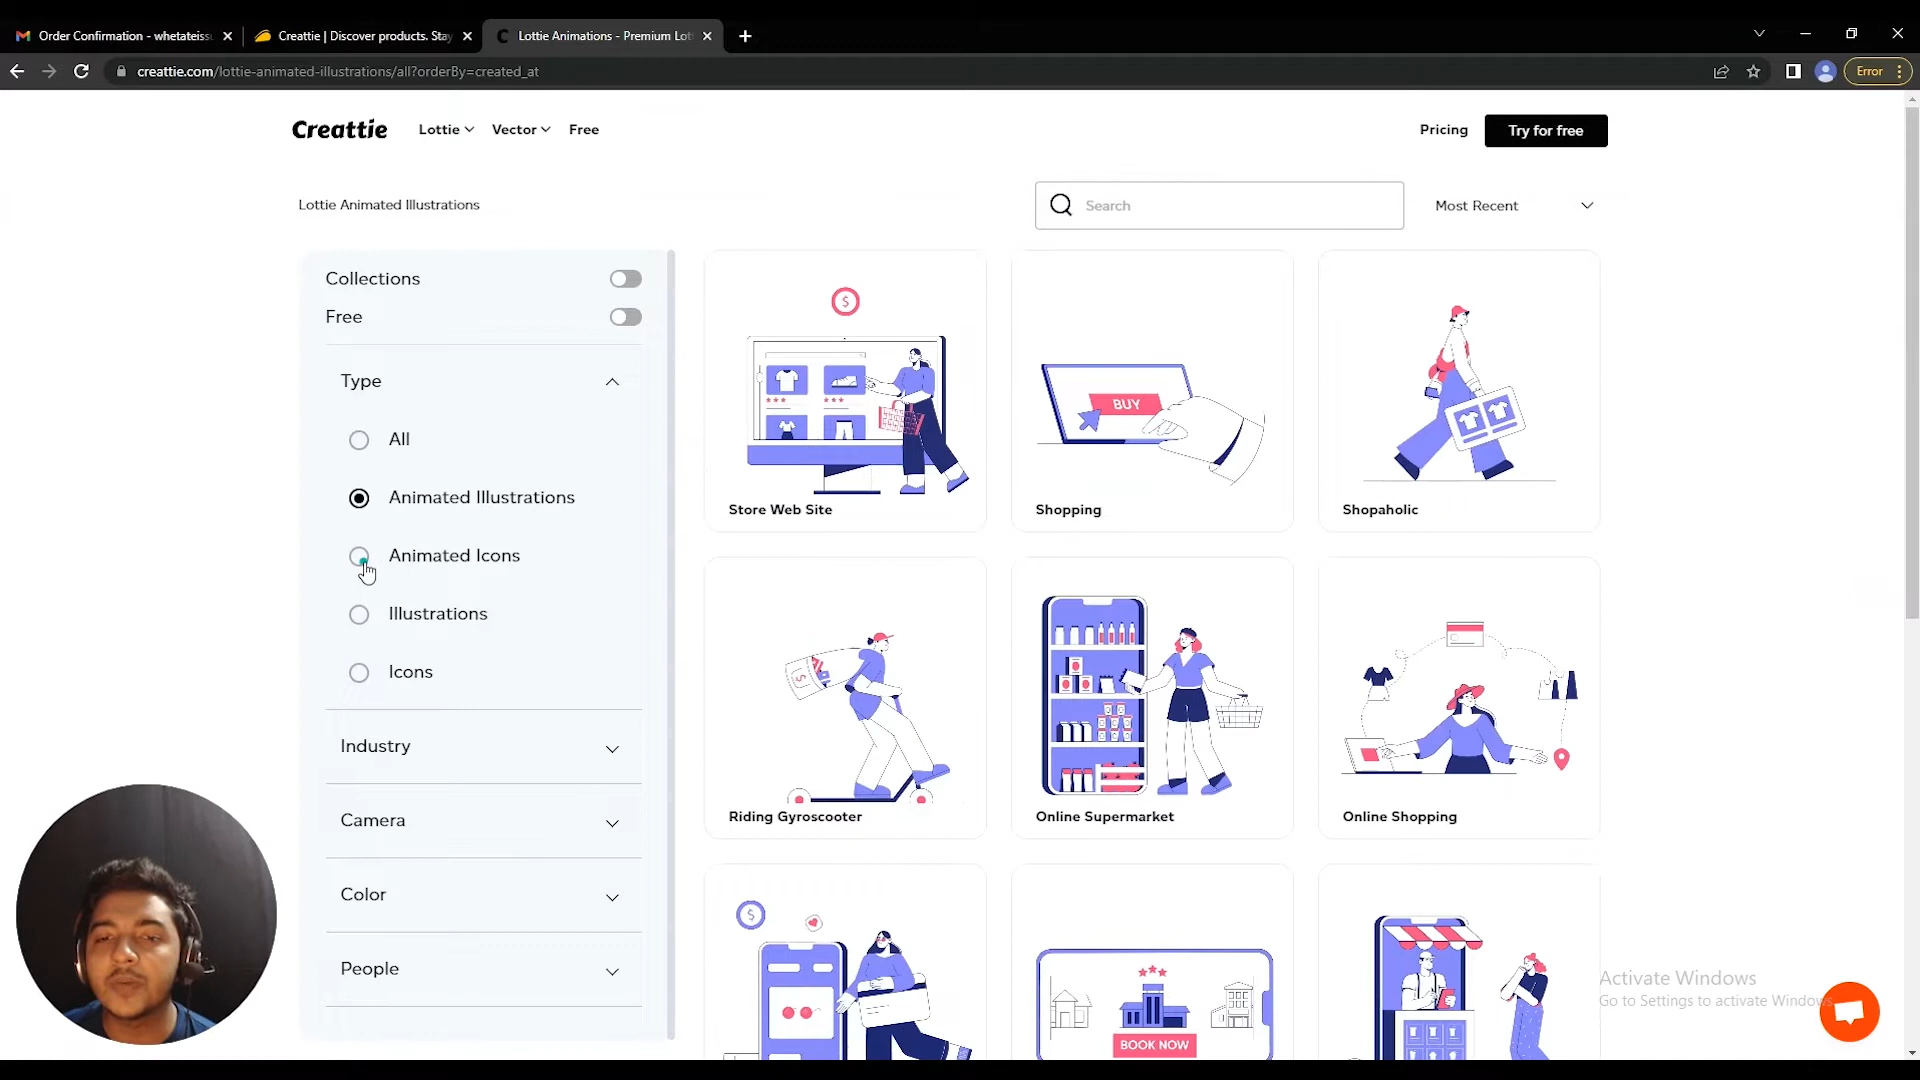 Order Confirmation - whetateiss
Creattie | Discover products. Stay
Lottie Animations - Premium Lot
creattie.com/lottie-animated-illustrations/all?orderBy=created_at
Error
Creattie
Lottie
Vector
Free
Pricing
Try for free
Lottie Animated Illustrations
Search
Most Recent
Collections
Free
Type
All
Animated Illustrations
Animated Icons
Illustrations
Icons
Industry
Camera
Color
People
$
Store Web Site
BUY
Shopping
Shopaholic
$
Riding Gyroscooter
Online Supermarket
Online Shopping
$
BOOK NOW
Activate Windows
Go to Settings to activate Windows.